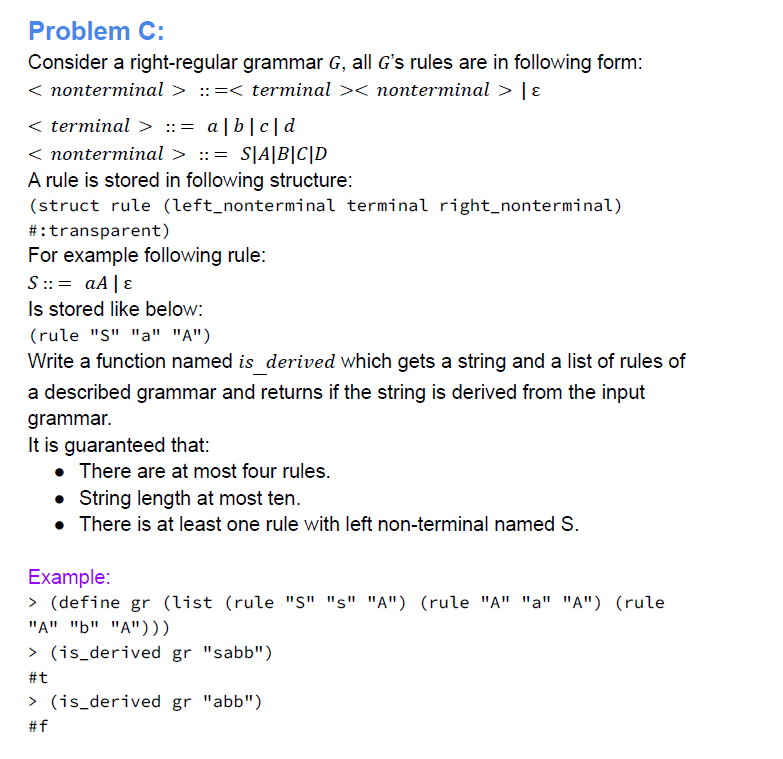 Problem C:
Consider a right-regular grammar G, all G's rules are in following form:
< nonterminal > ::=< terminal >< nonterminal > | ε
< terminal > ::= a|b|c|d
< nonterminal > ::= S|A|B|C|D
A rule is stored in following structure:
(struct rule (left_nonterminal terminal right_nonterminal)
#:transparent)
For example following rule:
S ::= aA | ε
Is stored like below:
(rule "S" "a" "A")
Write a function named is_derived which gets a string and a list of rules of
a described grammar and returns if the string is derived from the input
grammar.
It is guaranteed that:
● There are at most four rules.
● String length at most ten.
● There is at least one rule with left non-terminal named S.
Example:
> (define gr (list (rule "S" "s" "A") (rule "A" "a" "A") (rule
"A" "b" "A")))
> (is_derived gr "sabb")
#t
> (is_derived gr "abb")
#f